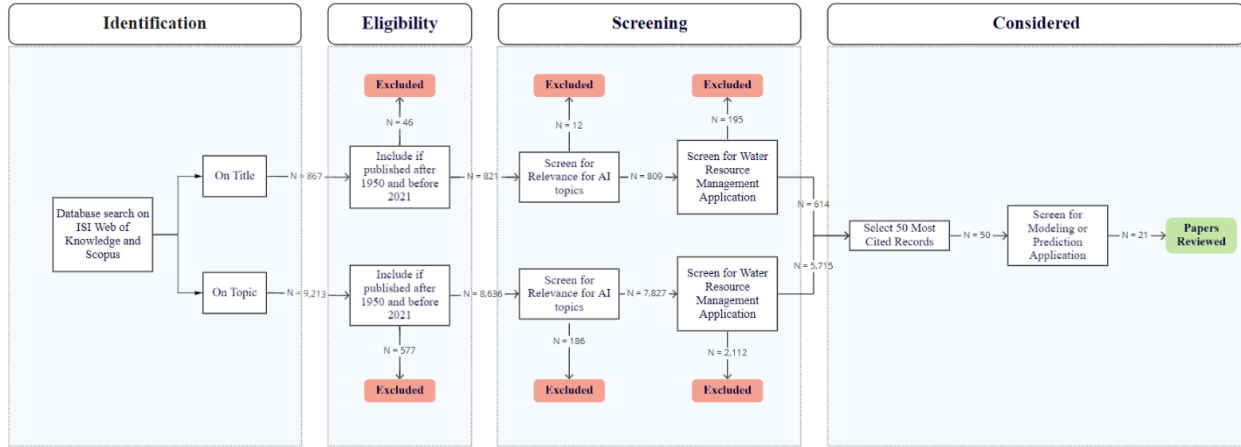 Identification
Eligibility
Screening
Considered
Excluded
Excluded
Excluded
N = 46
N = 12
N = 195
On Title
N = 867
Include if
published after
1950 and before
2021
N = 821
Screen for
Relevance for AI
topics
N = 809
Screen for Water
Resource
Management
Application
N = 614
Database search on
ISI Web of
Knowledge and
Scopus
Select 50 Most
Cited Records
N = 50
Screen for
Modeling or
Prediction
Application
N = 21
Papers
Reviewed
On Topic
N = 9,213
Include if
published after
1950 and before
2021
N = 8,636
Screen for
Relevance for AI
topics
N = 7,827
Screen for Water
Resource
Management
Application
N = 5,715
N = 577
N = 186
N = 2,112
Excluded
Excluded
Excluded